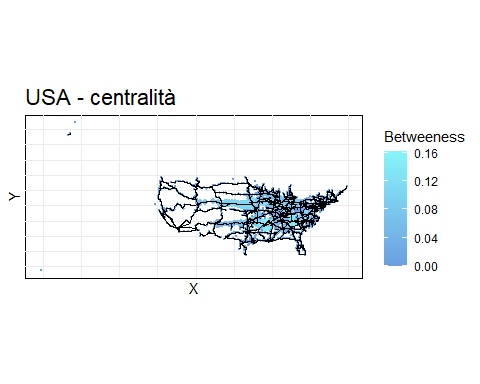 USA - centralità
Y
X
Betweeness
0.16
0.12
0.08
0.04
0.00